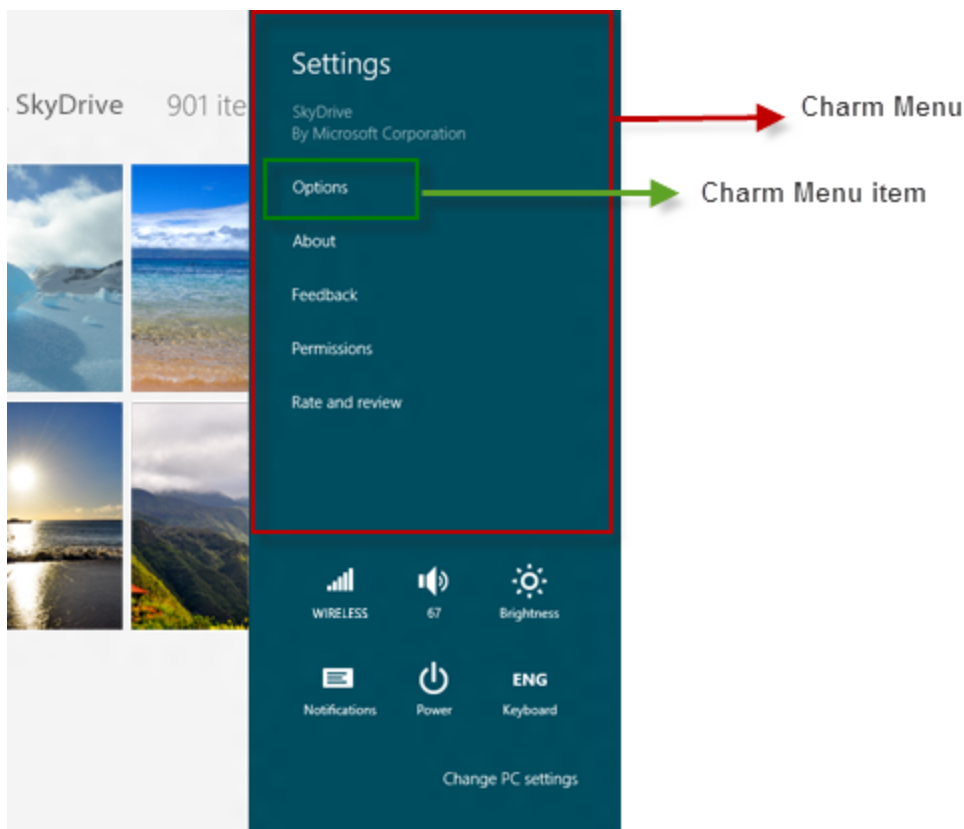 SkyDrive 901 ite
Settings
SkyDrive
By Microsoft Corporation
Options
About
Feedback
Permissions
Rate and review
Charm Menu
Charm Menu item
WIRELESS 67 Brightness
ENG
Notifications Power Keyboard
Change PC settings